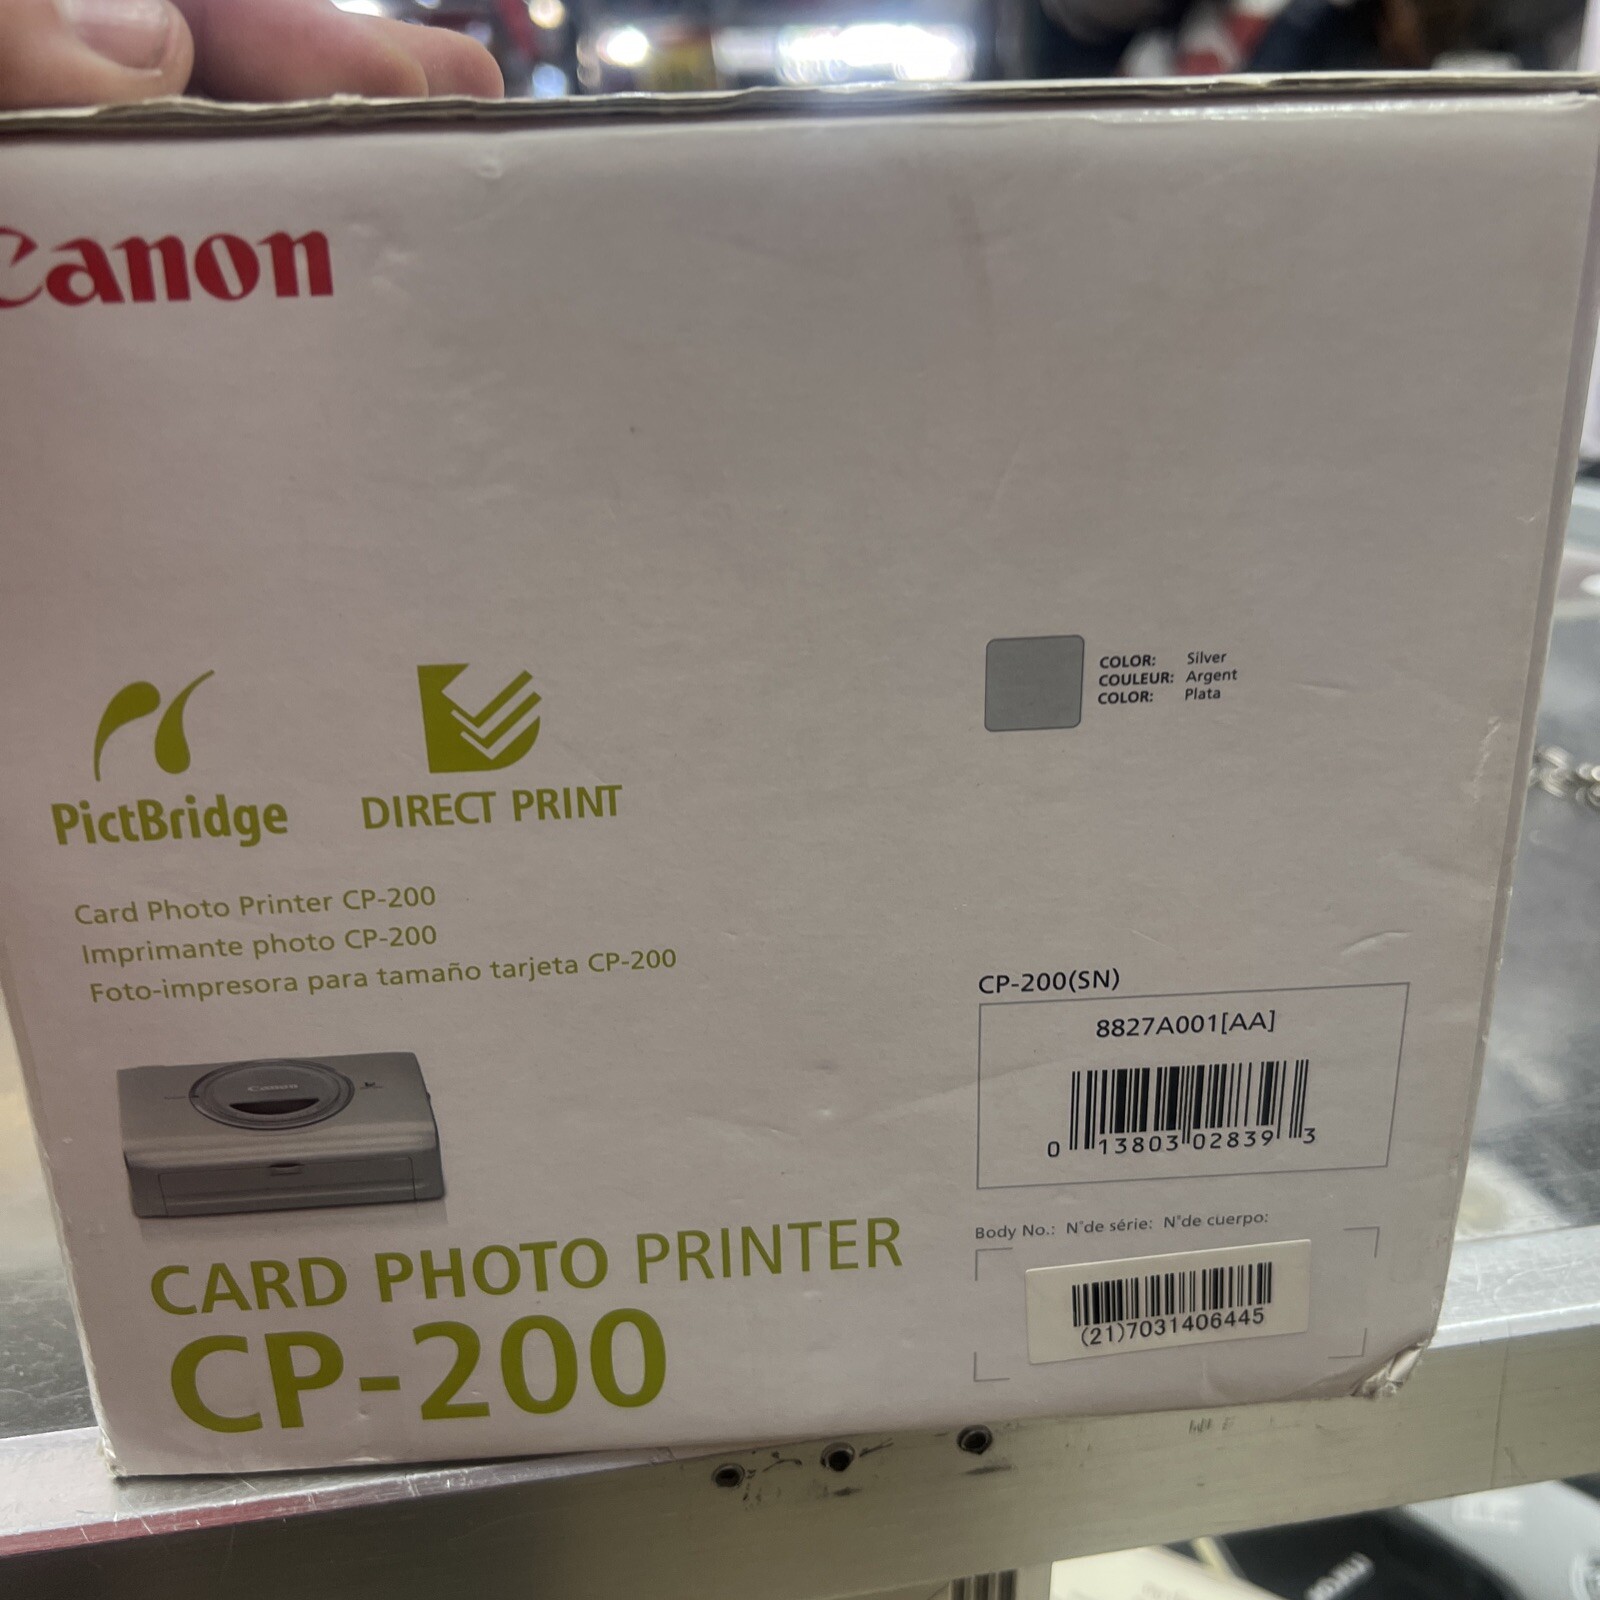 Canon
PictBridge
DIRECT PRINT
COLOR: Silver
COULEUR: Argent
COLOR: Plata
Card Photo Printer CP-200
Imprimante photo CP-200
Foto-impresora para tamaño tarjeta CP-200
Canon
CARD PHOTO PRINTER
CP-200
CP-200(SN)
8827A001[AA]
0 13803 02839 3
Body No.: N°de série: N°de cuerpo:
(21)7031406445